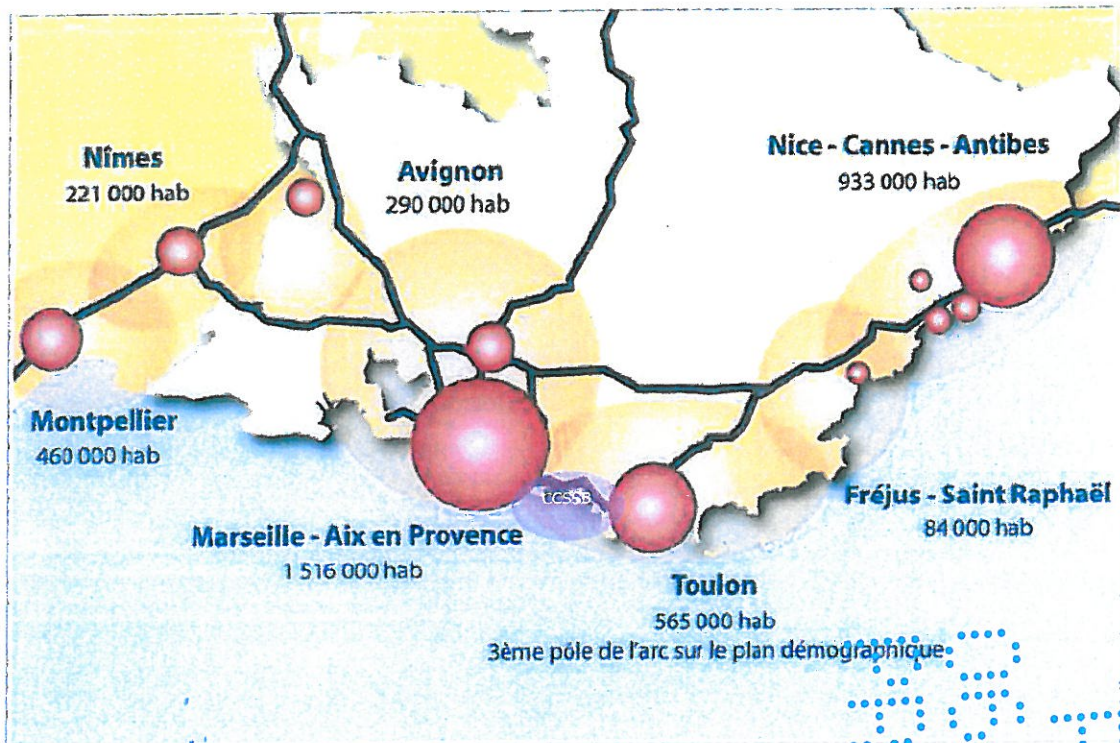 Nîmes
221 000 hab
Avignon
290 000 hab
Nice - Cannes - Antibes
933 000 hab
Montpellier
460 000 hab
Marseille - Aix en Provence
1 516 000 hab
CCSSB
Fréjus - Saint Raphaël
84 000 hab
Toulon
565 000 hab
3ème pôle de l'arc sur le plan démographique